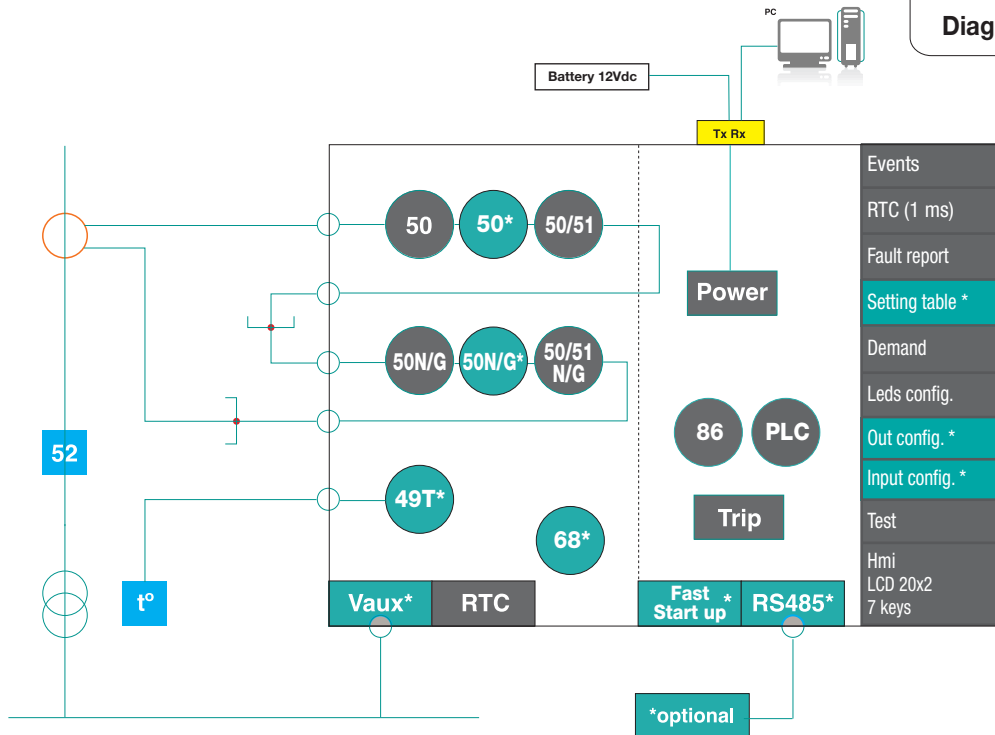 PC
Diag
Battery 12Vdc
Tx Rx
Events
RTC (1 ms)
Fault report
Setting table *
Demand
Leds config.
Out config. *
Input config. *
Test
Hmi
LCD 20x2
7 keys
50
50*
50/51
Power
50N/G
50N/G*
50/51
N/G
86
PLC
52
49T*
Trip
68*
tº
Vaux*
RTC
Fast
Start up *
RS485*
*optional